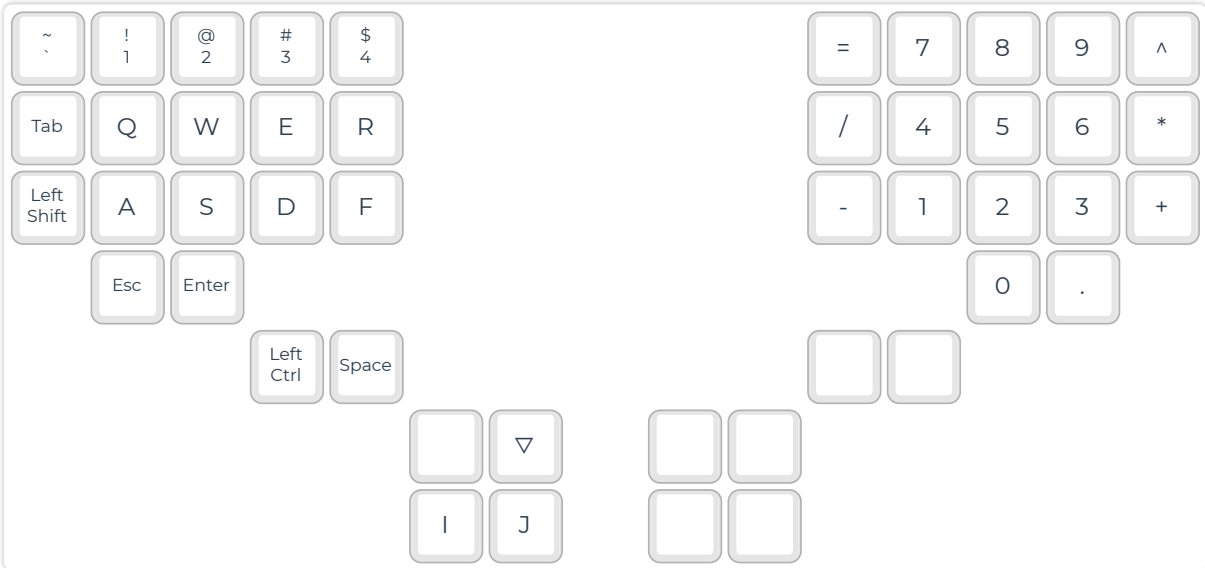 ~ ! @ # $
` 1 2 3 4 = 7 8 9 ^
Tab Q W E R / 4 5 6 *
Left
Shift A S D F - 1 2 3 +
Esc Enter 0 .
Left
Ctrl Space
▽
I J